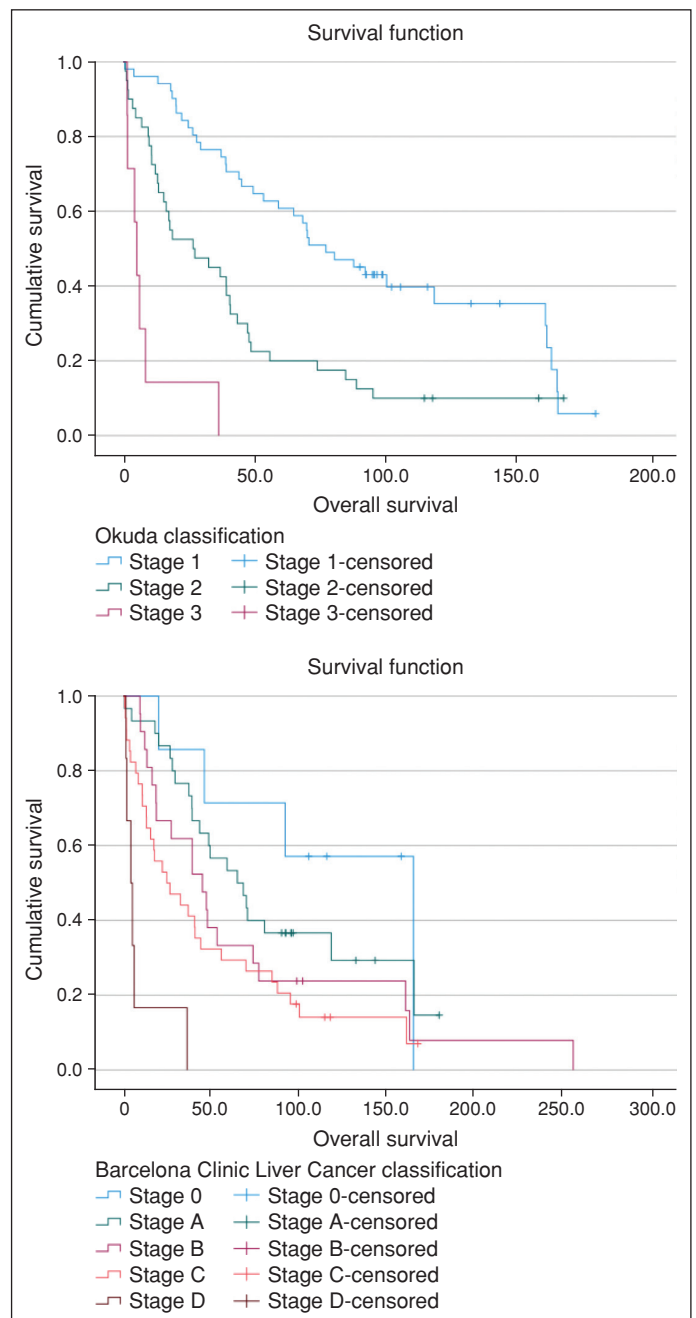 Survival function
1.0
0.8
0.6
0.4
0.2
0.0
Cumulative survival
0 50.0 100.0 150.0 200.0
Overall survival
Okuda classification
Stage 1 Stage 1-censored
Stage 2 Stage 2-censored
Stage 3 Stage 3-censored
Survival function
1.0
0.8
0.6
0.4
0.2
0.0
Cumulative survival
0 50.0 100.0 150.0 200.0 250.0 300.0
Overall survival
Barcelona Clinic Liver Cancer classification
Stage 0 Stage 0-censored
Stage A Stage A-censored
Stage B Stage B-censored
Stage C Stage C-censored
Stage D Stage D-censored